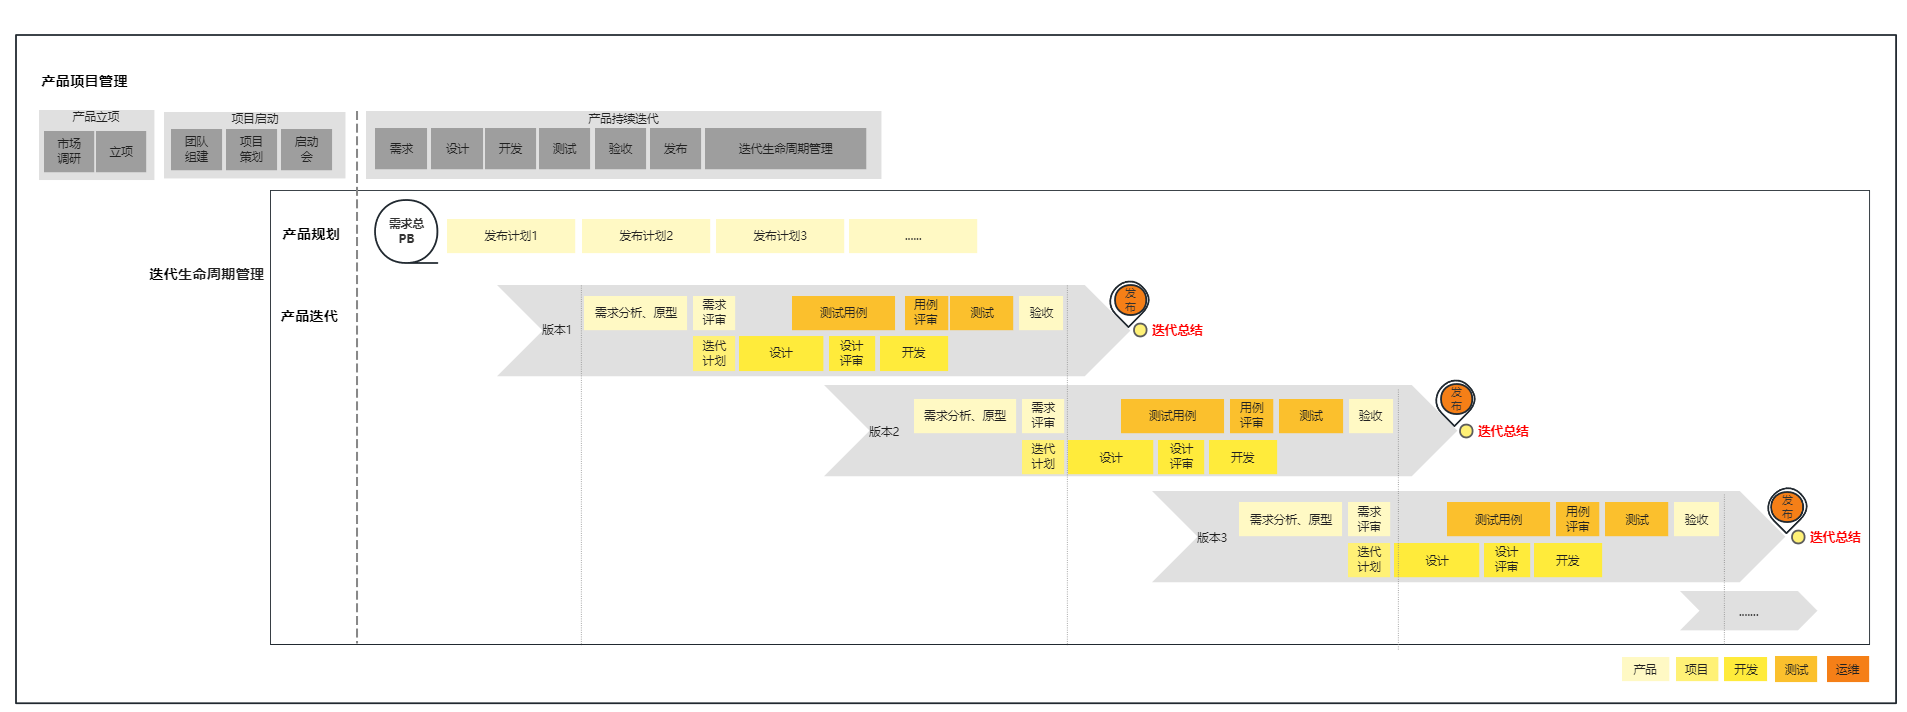 产品项目管理
产品立项
市场
调研
立项
项目启动
团队
组建
项目
策划
启动
会
产品持续迭代
需求
设计
开发
测试
验收
发布
迭代生命周期管理
迭代生命周期管理
产品规划
需求总
PB
发布计划1
发布计划2
发布计划3
......
产品迭代
版本1
需求分析、原型
需求
评审
测试用例
用例
评审
测试
验收
迭代
计划
设计
设计
评审
开发
发
布
迭代总结
版本2
需求分析、原型
需求
评审
测试用例
用例
评审
测试
验收
迭代
计划
设计
设计
评审
开发
发
布
迭代总结
版本3
需求分析、原型
需求
评审
测试用例
用例
评审
测试
验收
迭代
计划
设计
设计
评审
开发
发
布
迭代总结
.......
产品
项目
开发
测试
运维